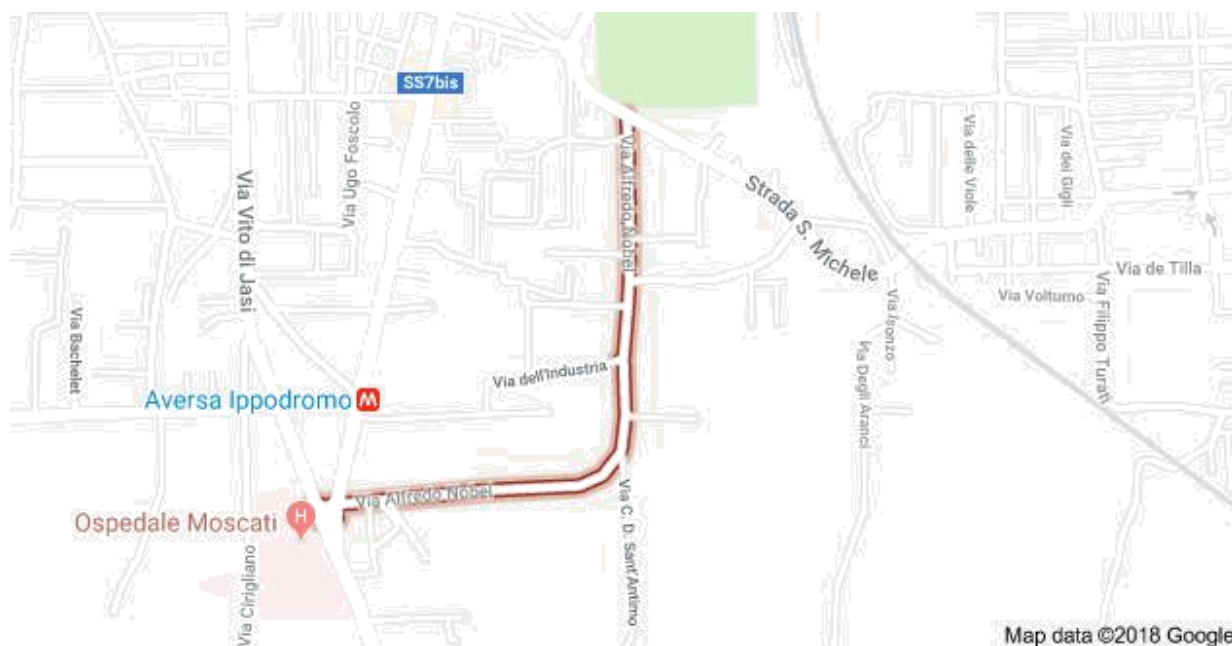 SS7bis
Via Ugo Foscolo
Via Alfredo Nobel
Via delle Viole
Via dei Gigli
Via Vito di Jasi
Strada S. Michele
Via de Tilla
Via Volturno
Via Isonzo
Via Filippo Turati
Via Bachelet
Via dell'Industria
Via Degli Aranci
Aversa Ippodromo
M
Via Alfredo Nobel
Ospedale Moscati
H
Via C. D. Sant'Antimo
Via Cirigliano
Map data ©2018 Google